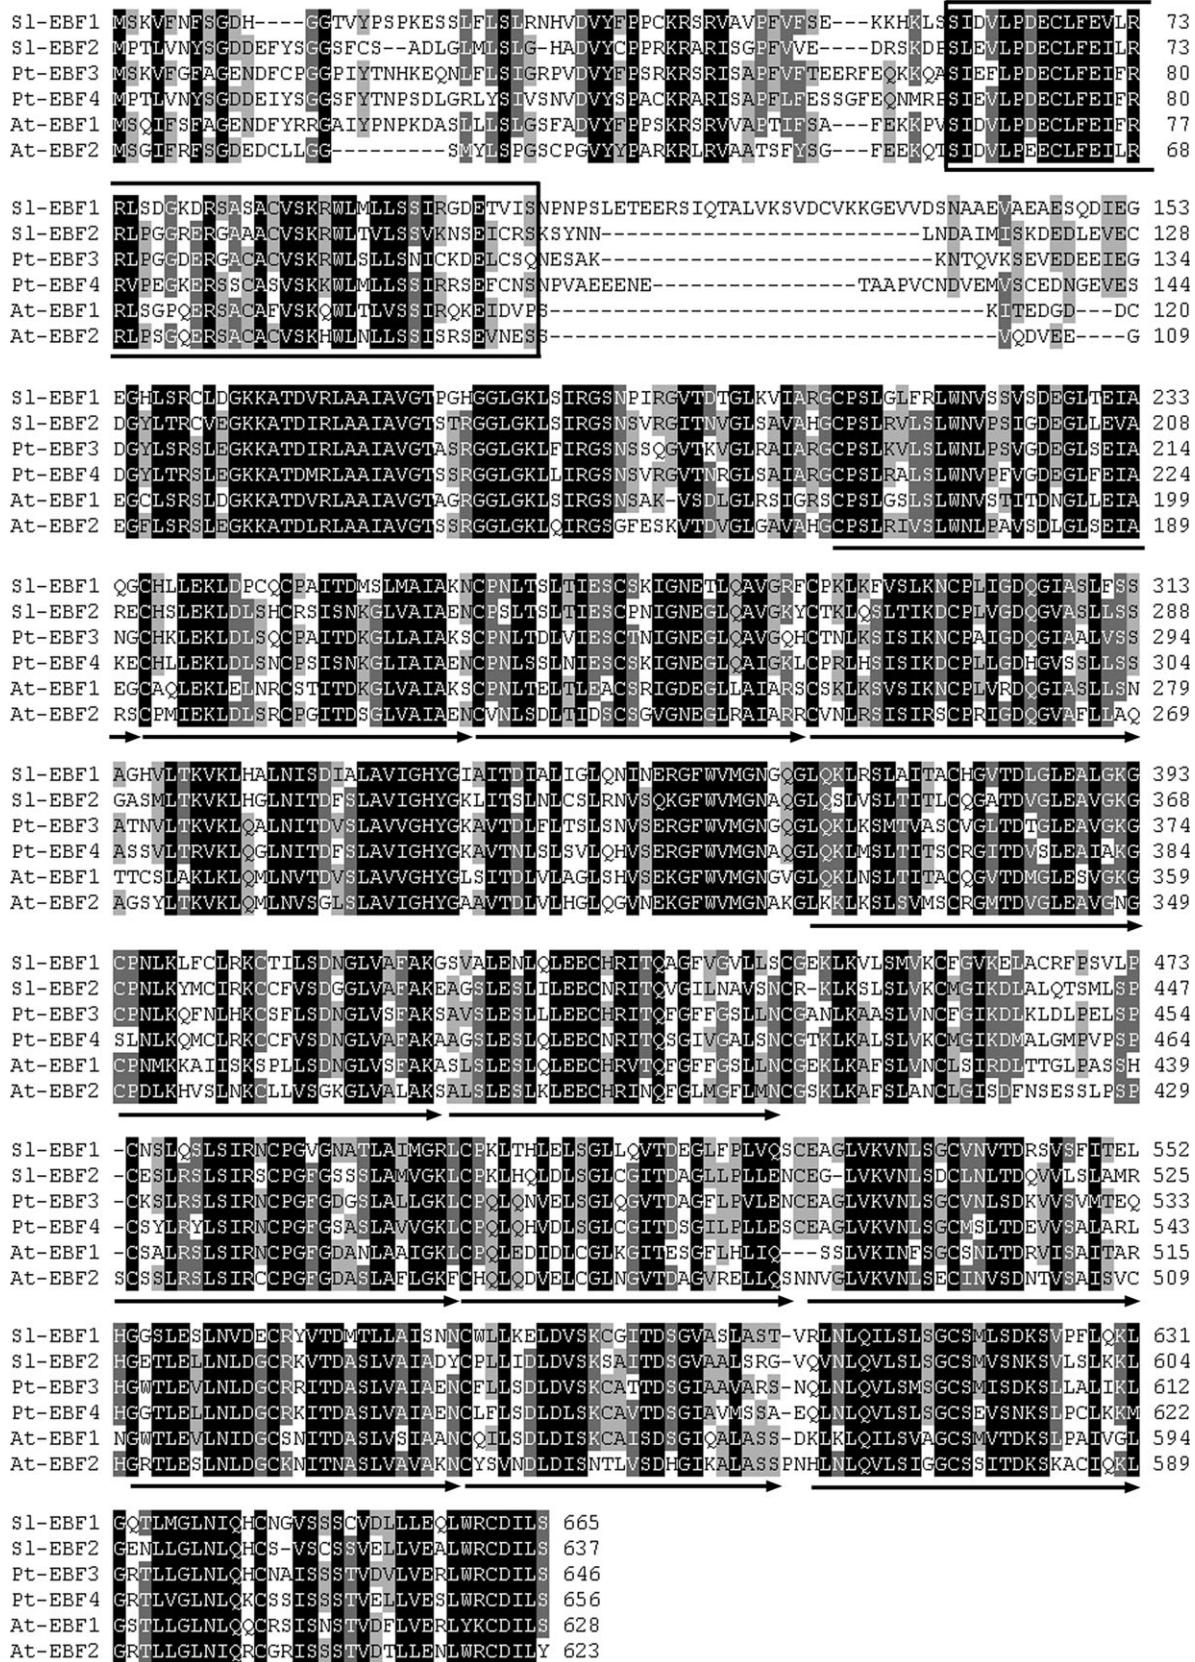 Sl-EBF1 MSKVFNFSGDH----GGTVYPSPKESSLFLSLRNHVDVYFPPCKRSRVAVPFVFSE---KKHKLSSIDVLPDECLFEVLR 73
Sl-EBF2 MPTLVNYSGDDEFYSGGSFCS--ADLGLMLSLG-HADVYCPPRKRARISGPFVVE----DRSKDPSLEVLPDECLFEILR 73
Pt-EBF3 MSKVFGFAGENDFCPGGPIYTNHKEQNLFLSIGRPVDVYFPSRKRSRISAPFVFTEERFEQKKQASIEFLPDECLFEIFR 80
Pt-EBF4 MPTLVNYSGDDEIYSGGSFYTNPSDLGRLYSIVSNVDVYSPACKRARISAPFLFESSGFEQNMRPSIEVLPDECLFEIFR 80
At-EBF1 MSQIFSFAGENDFYRRGAIYPNPKDASLLLSLGSFADVYFPPSKRSRVVAPTIFSA---FEKKPVSIDVLPDECLFEIFR 77
At-EBF2 MSGIFRFSGDEDCLLGG---------SMYLSPGSCPGVYYPARKRLRVAATSFYSG---FEEKQTSIDVLPEECLFEILR 68
Sl-EBF1 RLSDGKDRSASACVSKRWLMLLSSIRGDETVISNPNPSLETEERSIQTALVKSVDCVKKGEVVDSNAAEVAEAESQDIEG 153
Sl-EBF2 RLPGGRERGAAACVSKRWLTVLSSVKNSEICRSKSYNN-------------------------LNDAIMISKDEDLEVEC 128
Pt-EBF3 RLPGGDERGACACVSKRWLSLLSNICKDELCSQNESAK--------------------------KNTQVKSEVEDEEIEG 134
Pt-EBF4 RVPEGKERSSCASVSKKWLMLLSSIRRSEFCNSNPVAEEENE----------------TAAPVCNDVEMVSCEDNGEVES 144
At-EBF1 RLSGPQERSACAFVSKQWLTLVSSIRQKEIDVPS----------------------------------KITEDGD---DC 120
At-EBF2 RLPSGQERSACACVSKHWLNLLSSISRSEVNESS-----------------------------------VQDVEE----G 109
Sl-EBF1 EGHLSRCLDGKKATDVRLAAIAVGTPGHGGLGKLSIRGSNPIRGVTDTGLKVIARGCPSLGLFRLWNVSSVSDEGLTEIA 233
Sl-EBF2 DGYLTRCVEGKKATDIRLAAIAVGTSTRGGLGKLSIRGSNSVRGITNVGLSAVAHGCPSLRVLSLWNVPSIGDEGLLEVA 208
Pt-EBF3 DGYLSRSLEGKKATDIRLAAIAVGTASRGGLGKLFIRGSNSSQGVTKVGLRAIARGCPSLKVLSLWNLPSVGDEGLSEIA 214
Pt-EBF4 DGYLTRSLEGKKATDMRLAAIAVGTSSRGGLGKLLIRGSNSVRGVTNRGLSAIARGCPSLRALSLWNVPFVGDEGLFEIA 224
At-EBF1 EGCLSRSLDGKKATDVRLAAIAVGTAGRGGLGKLSIRGSNSAK-VSDLGLRSIGRSCPSLGSLSLWNVSTITDNGLLEIA 199
At-EBF2 EGFLSRSLEGKKATDLRLAAIAVGTSSRGGLGKLQIRGSGFESKVTDVGLGAVAHGCPSLRIVSLWNLPAVSDLGLSEIA 189
Sl-EBF1 QGCHLLEKLDPCQCPAITDMSLMAIAKNCPNLTSLTIESCSKIGNETLQAVGRFCPKLKFVSLKNCPLIGDQGIASLFSS 313
Sl-EBF2 RECHSLEKLDLSHCRSISNKGLVAIAENCPSLTSLTIESCPNIGNEGLQAVGKYCTKLQSLTIKDCPLVGDQGVASLLSS 288
Pt-EBF3 NGCHKLEKLDLSQCPAITDKGLLAIAKSCPNLTDLVIESCTNIGNEGLQAVGQHCTNLKSISIKNCPAIGDQGIAALVSS 294
Pt-EBF4 KECHLLEKLDLSNCPSISNKGLIAIAENCPNLSSLNIESCSKIGNEGLQAIGKLCPRLHSISIKDCPLLGDHGVSSLLSS 304
At-EBF1 EGCAQLEKLELNRCSTITDKGLVAIAKSCPNLTELTLEACSRIGDEGLLAIARSCSKLKSVSIKNCPLVRDQGIASLLSN 279
At-EBF2 RSCPMIEKLDLSRCPGITDSGLVAIAENCVNLSDLTIDSCSGVGNEGLRAIARRCVNLRSISIRSCPRIGDQGVAFLLAQ 269
Sl-EBF1 AGHVLTKVKLHALNISDIALAVIGHYGIAITDIALIGLQNINERGFWVMGNGQGLQKLRSLAITACHGVTDLGLEALGKG 393
Sl-EBF2 GASMLTKVKLHGLNITDFSLAVIGHYGKLITSLNLCSLRNVSQKGFWVMGNAQGLQSLVSLTITLCQGATDVGLEAVGKG 368
Pt-EBF3 ATNVLTKVKLQALNITDVSLAVVGHYGKAVTDLFLTSLSNVSERGFWVMGNGQGLQKLKSMTVASCVGLTDTGLEAVGKG 374
Pt-EBF4 ASSVLTRVKLQGLNITDFSLAVIGHYGKAVTNLSLSVLQHVSERGFWVMGNAQGLQKLMSLTITSCRGITDVSLEAIAKG 384
At-EBF1 TTCSLAKLKLQMLNVTDVSLAVVGHYGLSITDLVLAGLSHVSEKGFWVMGNGVGLQKLNSLTITACQGVTDMGLESVGKG 359
At-EBF2 AGSYLTKVKLQMLNVSGLSLAVIGHYGAAVTDLVLHGLQGVNEKGFWVMGNAKGLKKLKSLSVMSCRGMTDVGLEAVGNG 349
Sl-EBF1 CPNLKLFCLRKCTILSDNGLVAFAKGSVALENLQLEECHRITQAGFVGVLLSCGEKLKVLSMVKCFGVKELACRFPSVLP 473
Sl-EBF2 CPNLKYMCIRKCCFVSDGGLVAFAKEAGSLESLILEECNRITQVGILNAVSNCR-KLKSLSLVKCMGIKDLALQTSMLSP 447
Pt-EBF3 CPNLKQFNLHKCSFLSDNGLVSFAKSAVSLESLLLEECHRITQFGFFGSLLNCGANLKAASLVNCFGIKDLKLDLPELSP 454
Pt-EBF4 SLNLKQMCLRKCCFVSDNGLVAFAKAAGSLESLQLEECNRITQSGIVGALSNCGTKLKALSLVKCMGIKDMALGMPVPSP 464
At-EBF1 CPNMKKAIISKSPLLSDNGLVSFAKASLSLESLQLEECHRVTQFGFFGSLLNCGEKLKAFSLVNCLSIRDLTTGLPASSH 439
At-EBF2 CPDLKHVSLNKCLLVSGKGLVALAKSALSLESLKLEECHRINQFGLMGFLMNCGSKLKAFSLANCLGISDFNSESSLPSP 429
Sl-EBF1 -CNSLQSLSIRNCPGVGNATLAIMGRLCPKLTHLELSGLLQVTDEGLFPLVQSCEAGLVKVNLSGCVNVTDRSVSFITEL 552
Sl-EBF2 -CESLRSLSIRSCPGFGSSSLAMVGKLCPKLHQLDLSGLCGITDAGLLPLLENCEG-LVKVNLSDCLNLTDQVVLSLAMR 525
Pt-EBF3 -CKSLRSLSIRNCPGFGDGSLALLGKLCPQLQNVELSGLQGVTDAGFLPVLENCEAGLVKVNLSGCVNLSDKVVSVMTEQ 533
Pt-EBF4 -CSYLRYLSIRNCPGFGSASLAVVGKLCPQLQHVDLSGLCGITDSGILPLLESCEAGLVKVNLSGCMSLTDEVVSALARL 543
At-EBF1 -CSALRSLSIRNCPGFGDANLAAIGKLCPQLEDIDLCGLKGITESGFLHLIQ---SSLVKINFSGCSNLTDRVISAITAR 515
At-EBF2 SCSSLRSLSIRCCPGFGDASLAFLGKFCHQLQDVELCGLNGVTDAGVRELLQSNNVGLVKVNLSECINVSDNTVSAISVC 509
Sl-EBF1 HGGSLESLNVDECRYVTDMTLLAISNNCWLLKELDVSKCGITDSGVASLAST-VRLNLQILSLSGCSMLSDKSVPFLQKL 631
Sl-EBF2 HGETLELLNLDGCRKVTDASLVAIADYCPLLIDLDVSKSAITDSGVAALSRG-VQVNLQVLSLSGCSMVSNKSVLSLKKL 604
Pt-EBF3 HGWTLEVLNLDGCRRITDASLVAIAENCFLLSDLDVSKCATTDSGIAAVARS-NQLNLQVLSMSGCSMISDKSLLALIKL 612
Pt-EBF4 HGGTLELLNLDGCRKITDASLVAIAENCLFLSDLDLSKCAVTDSGIAVMSSA-EQLNLQVLSLSGCSEVSNKSLPCLKKM 622
At-EBF1 NGWTLEVLNIDGCSNITDASLVSIAANCQILSDLDISKCAISDSGIQALASS-DKLKLQILSVAGCSMVTDKSLPAIVGL 594
At-EBF2 HGRTLESLNLDGCKNITNASLVAVAKNCYSVNDLDISNTLVSDHGIKALASSPNHLNLQVLSIGGCSSITDKSKACIQKL 589
Sl-EBF1 GQTLMGLNIQHCNGVSSSCVDLLLEQLWRCDILS 665
Sl-EBF2 GENLLGLNLQHCS-VSCSSVELLVEALWRCDILS 637
Pt-EBF3 GRTLLGLNLQHCNAISSSTVDVLVERLWRCDILS 646
Pt-EBF4 GRTLVGLNLQKCSSISSSTVELLVESLWRCDILS 656
At-EBF1 GSTLLGLNLQQCRSISNSTVDFLVERLYKCDILS 628
At-EBF2 GRTLLGLNIQRCGRISSSTVDTLLENLWRCDILY 623